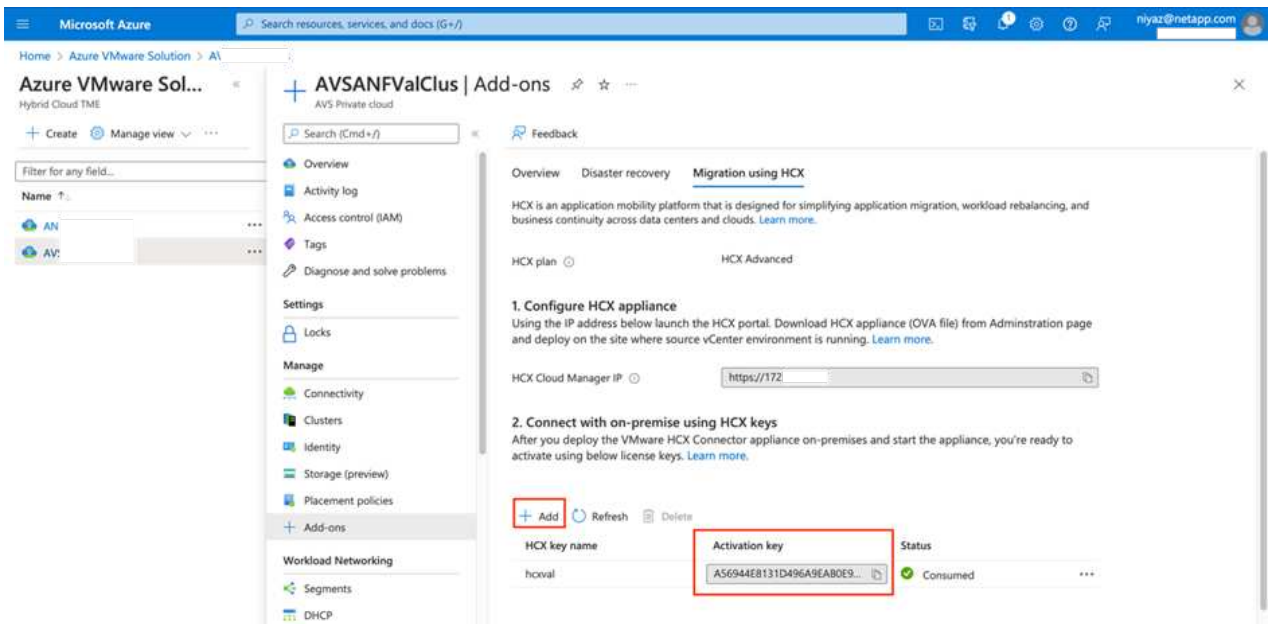 Microsoft Azure
Search resources, services, and docs (G+/)
1
niyaz@netapp.com
Home > Azure VMware Solution >
Azure VMware Sol...
«
Hybrid Cloud TME
+ Create
Manage view
...
Filter for any field...
Name ↑
AN
...
AVS
...
AVSANFValClus | Add-ons
...
AVS Private cloud
Search (Cmd+/)
«
Overview
Activity log
Access control (IAM)
Tags
Diagnose and solve problems
Settings
Locks
Manage
Connectivity
Clusters
Identity
Storage (preview)
Placement policies
Add-ons
Workload Networking
Segments
DHCP
Feedback
Overview
Disaster recovery
Migration using HCX
HCX is an application mobility platform that is designed for simplifying application migration, workload rebalancing, and
business continuity across data centers and clouds. Learn more.
HCX plan
HCX Advanced
1. Configure HCX appliance
Using the IP address below launch the HCX portal. Download HCX appliance (OVA file) from Adminstration page
and deploy on the site where source vCenter environment is running. Learn more.
HCX Cloud Manager IP
https://172
2. Connect with on-premise using HCX keys
After you deploy the VMware HCX Connector appliance on-premises and start the appliance, you're ready to
activate using below license keys. Learn more.
+ Add
Refresh
Delete
HCX key name
Activation key
Status
hcxval
A56944E8131D496A9EAB0E9...
Consumed
...